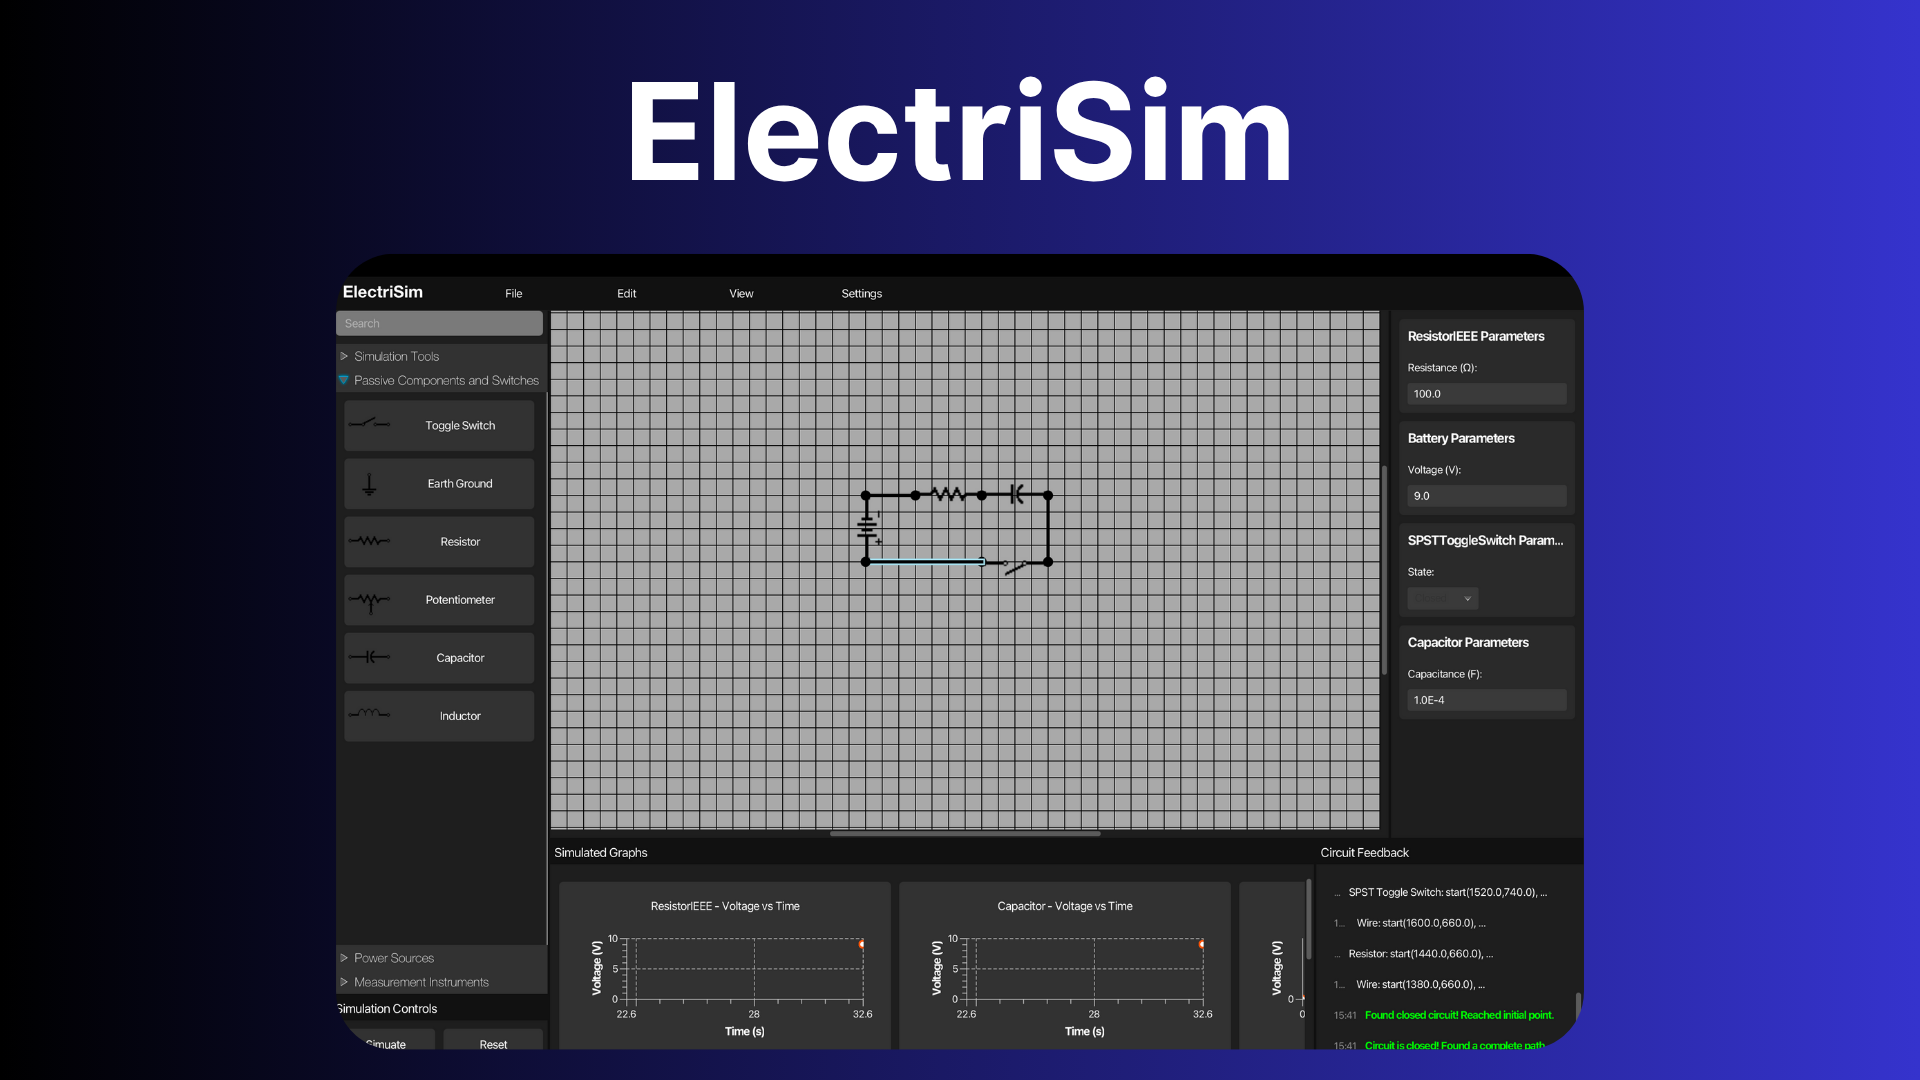 ElectriSim
ElectriSim
File
Edit
View
Settings
Search
Simulation Tools
Passive Components and Switches
Toggle Switch
Earth Ground
Resistor
Potentiometer
Capacitor
Inductor
Power Sources
Measurement Instruments
Simulation Controls
Simuate
Reset
ResistorIEEE Parameters
Resistance (Ω):
100.0
Battery Parameters
Voltage (V):
9.0
SPSTToggleSwitch Param...
State:
Capacitor Parameters
Capacitance (F):
1.0E-4
Simulated Graphs
ResistorIEEE - Voltage vs Time
Voltage (V)
10
5
0
22.6
28
32.6
Time (s)
Capacitor - Voltage vs Time
Voltage (V)
10
5
0
22.6
28
32.6
Time (s)
Voltage (V)
0
0
Circuit Feedback
... SPST Toggle Switch: start(1520.0,740.0), ...
1... Wire: start(1600.0,660.0), ...
... Resistor: start(1440.0,660.0), ...
1... Wire: start(1380.0,660.0), ...
15:41 Found closed circuit! Reached initial point.
15:41 Circuit is closed! Found a complete path